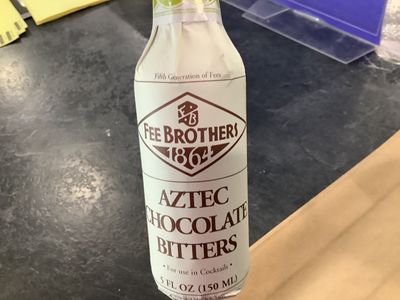 Fifth Generation of Fees
F B
FEE BROTHERS
1864
AZTEC
CHOCOLATE
BITTERS
• For use in Cocktails •
5 FL OZ (150 ML)